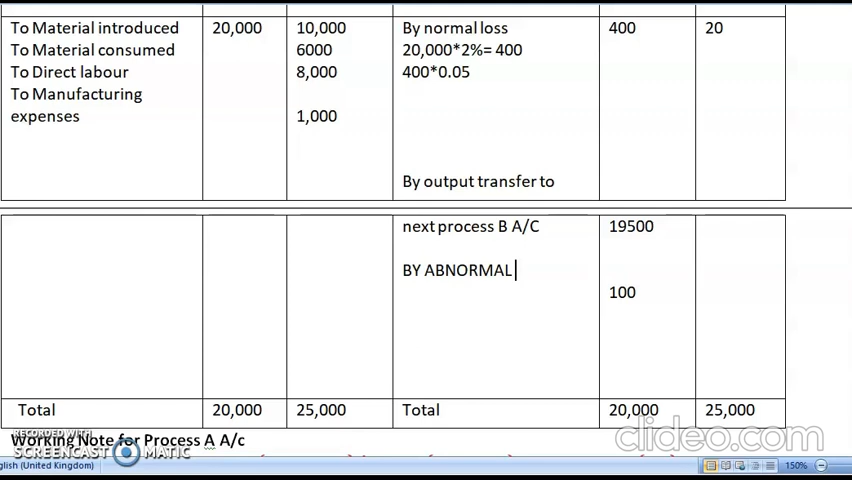 To Material introduced 20,000 10,000 By normal loss 400 20
To Material consumed 6000 20,000*2%= 400
To Direct labour 8,000 400*0.05
To Manufacturing
expenses 1,000
By output transfer to
next process B A/C 19500
BY ABNORMAL
100
Total 20,000 25,000 Total 20,000 25,000
Working Note for Process A A/c
RECORDED WITH
SCREENCAST MATIC
clideo.com
glish (United Kingdom) 150%